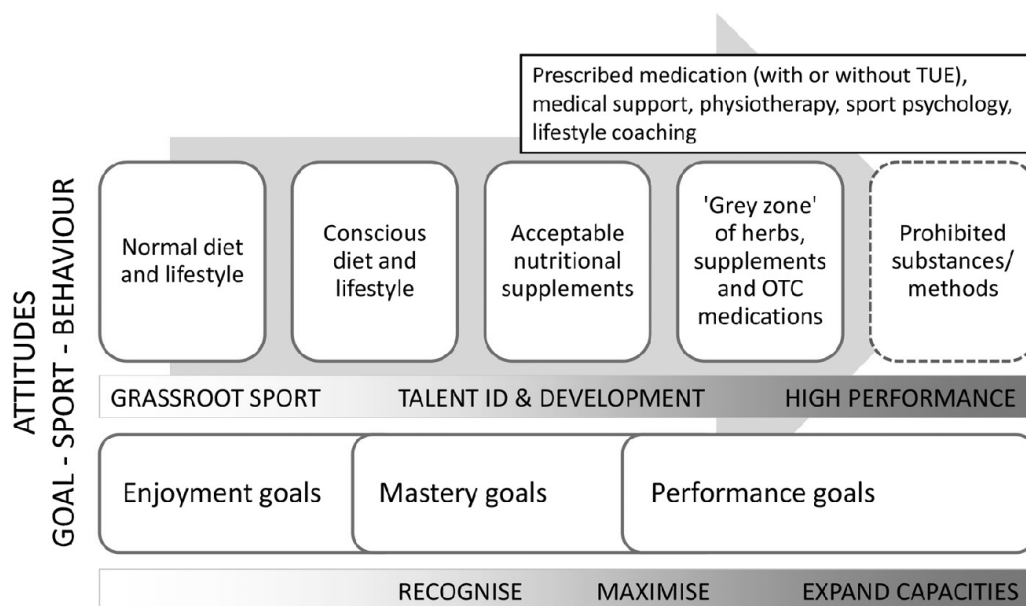 Prescribed medication (with or without TUE),
medical support, physiotherapy, sport psychology,
lifestyle coaching
ATTITUDES
GOAL - SPORT - BEHAVIOUR
Normal diet
and lifestyle
Conscious
diet and
lifestyle
Acceptable
nutritional
supplements
'Grey zone'
of herbs,
supplements
and OTC
medications
Prohibited
substances/
methods
GRASSROOT SPORT
TALENT ID & DEVELOPMENT
HIGH PERFORMANCE
Enjoyment goals
Mastery goals
Performance goals
RECOGNISE
MAXIMISE
EXPAND CAPACITIES